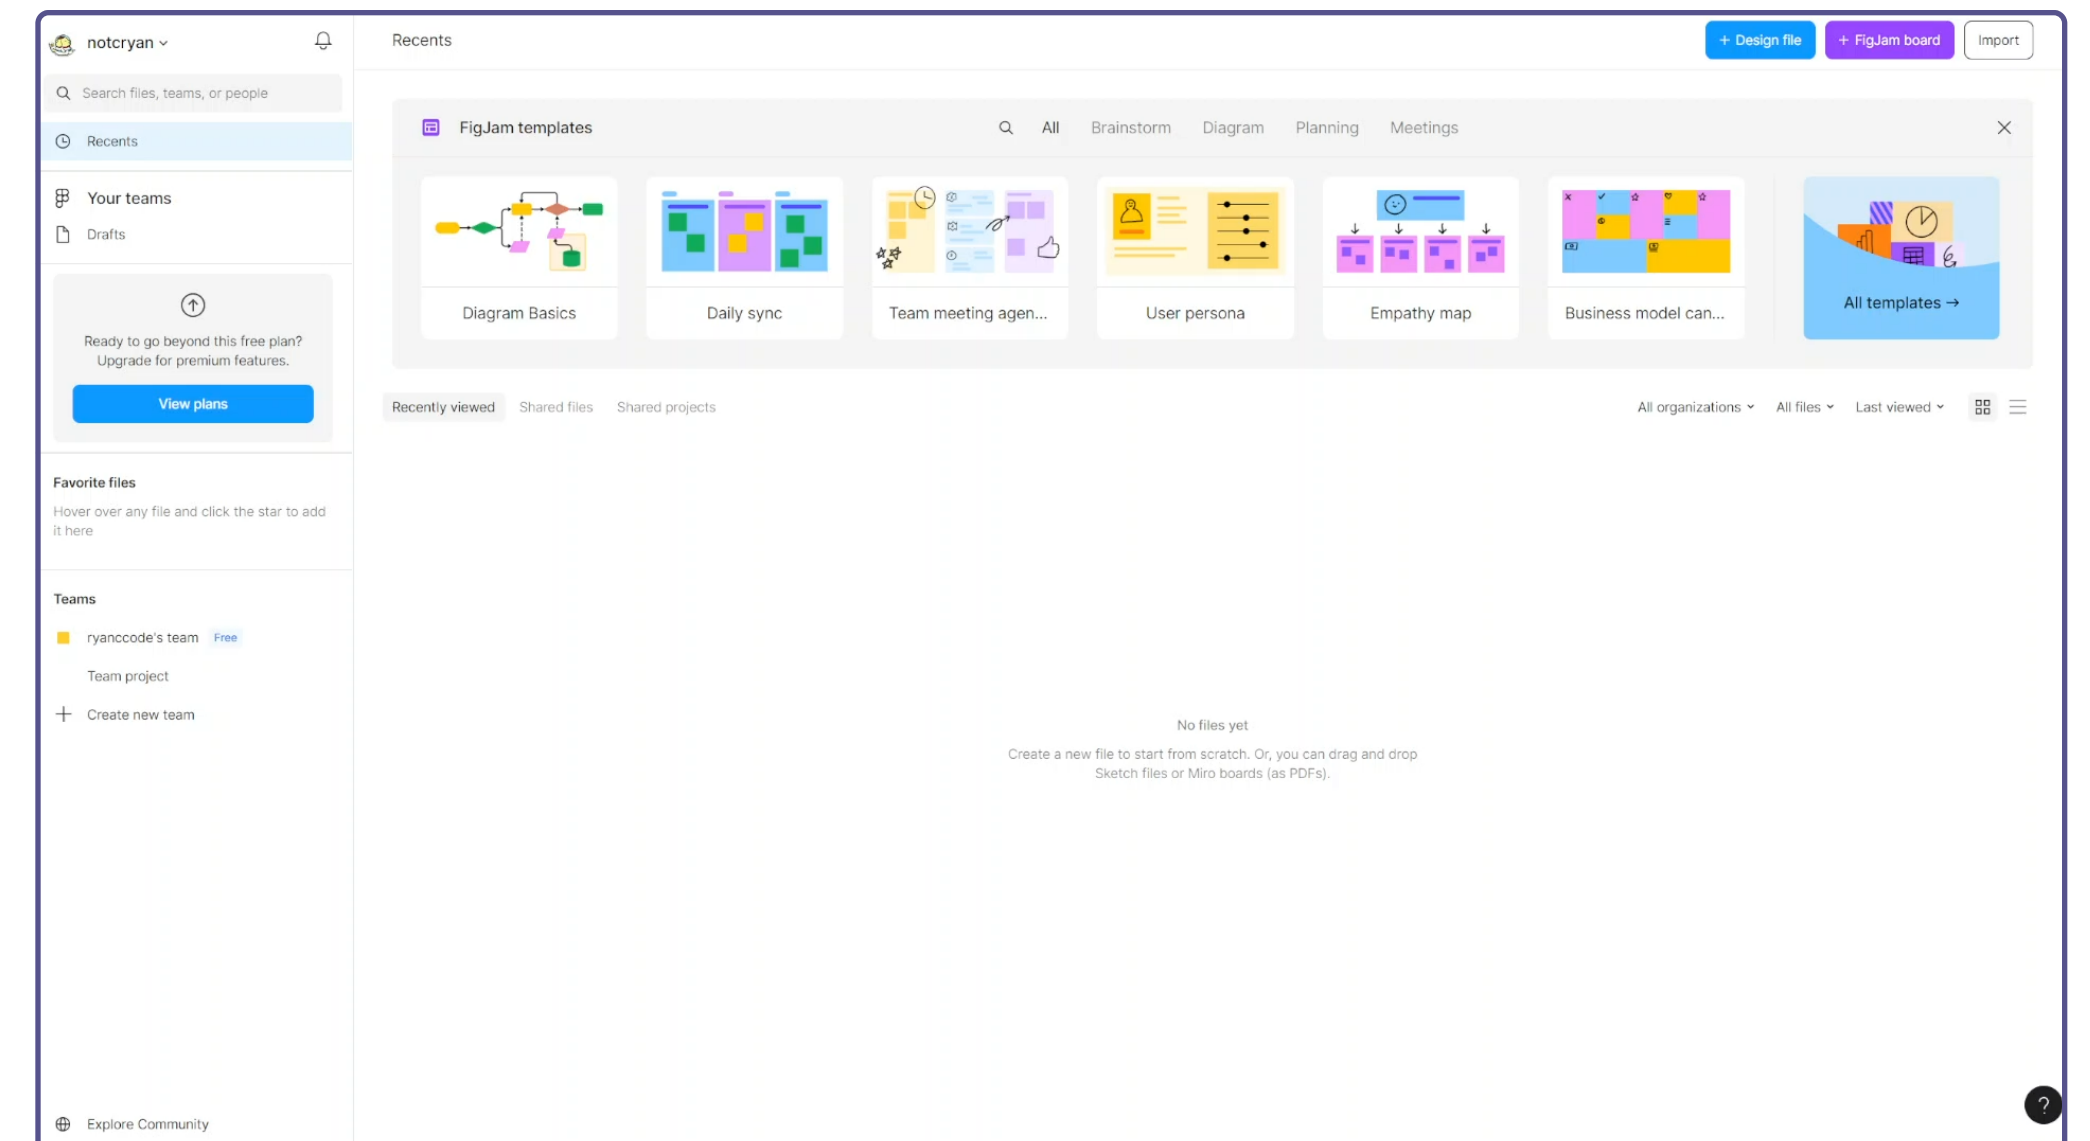 notcryan
Search files, teams, or people
Recents
Your teams
Drafts
Ready to go beyond this free plan?
Upgrade for premium features.
View plans
Favorite files
Hover over any file and click the star to add
it here
Teams
ryanccode's team Free
Team project
Create new team
Explore Community
Recents
+ Design file + FigJam board Import
FigJam templates All Brainstorm Diagram Planning Meetings
Diagram Basics Daily sync Team meeting agen... User persona Empathy map Business model can... All templates →
Recently viewed Shared files Shared projects All organizations All files Last viewed
No files yet
Create a new file to start from scratch. Or, you can drag and drop
Sketch files or Miro boards (as PDFs).
?